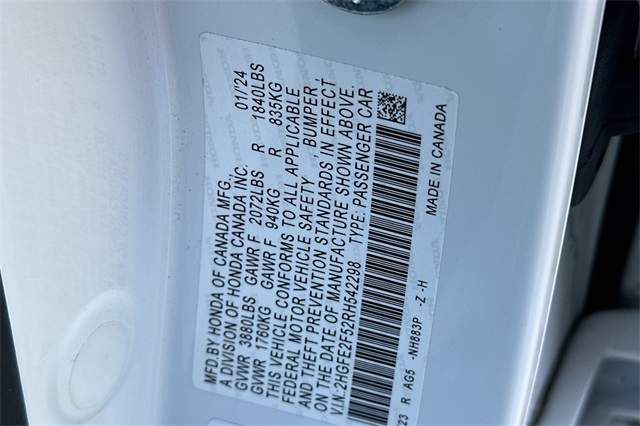 MFD.BY HONDA OF CANADA MFG., 01/24
A DIVISION OF HONDA CANADA INC.
GVWR 3880LBS GAWR F 2072LBS R 1840LBS
GVWR 1760KG GAWR F 940KG R 835KG
THIS VEHICLE CONFORMS TO ALL APPLICABLE
FEDERAL MOTOR VEHICLE SAFETY, BUMPER,
AND THEFT PREVENTION STANDARDS IN EFFECT
ON THE DATE OF MANUFACTURE SHOWN ABOVE.
V.I.N: 2HGFE2F52RH542298 TYPE: PASSENGER CAR
23 R AG5 -NH883P -Z -H MADE IN CANADA